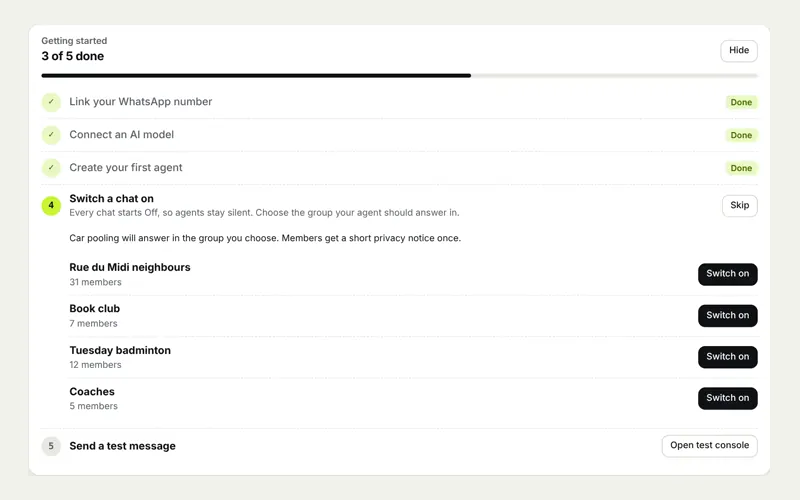 Getting started
3 of 5 done
Hide
✓ Link your WhatsApp number Done
✓ Connect an AI model Done
✓ Create your first agent Done
4 Switch a chat on
Every chat starts Off, so agents stay silent. Choose the group your agent should answer in.
Skip
Car pooling will answer in the group you choose. Members get a short privacy notice once.
Rue du Midi neighbours
31 members
Switch on
Book club
7 members
Switch on
Tuesday badminton
12 members
Switch on
Coaches
5 members
Switch on
5 Send a test message Open test console